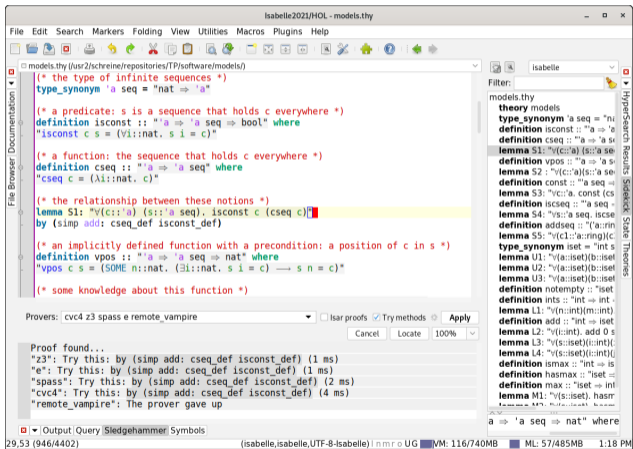 Isabelle2021/HOL - models.thy
File Edit Search Markers Folding View Utilities Macros Plugins Help
models.thy (/usr2/schreine/repositories/TP/software/models/)
(* the type of infinite sequences *)
type_synonym 'a seq = "nat ⇒ 'a"
(* a predicate: s is a sequence that holds c everywhere *)
definition isconst :: "'a ⇒ 'a seq ⇒ bool" where
"isconst c s = (∀i::nat. s i = c)"
(* a function: the sequence that holds c everywhere *)
definition cseq :: "'a ⇒ 'a seq" where
"cseq c = (λi::nat. c)"
(* the relationship between these notions *)
lemma S1: "∀(c::'a) (s::'a seq). isconst c (cseq c)"
by (simp add: cseq_def isconst_def)
(* an implicitly defined function with a precondition: a position of c in s *)
definition vpos :: "'a ⇒ 'a seq ⇒ nat" where
"vpos c s = (SOME n::nat. (∃i::nat. s i = c) ⟶ s n = c)"
(* some knowledge about this function *)
File Browser Documentation
isabelle
Filter:
models.thy
theory models
type_synonym 'a seq = "na
definition isconst :: "'a ⇒ 'a
definition cseq :: "'a ⇒ 'a s
lemma S1: "∀(c::'a) (s::'a se
definition vpos :: "'a ⇒ 'a s
lemma S2 : "∀(c::'a)(s::'a se
definition const :: "'a seq ⇒
lemma S3: "∀c::'a. const (cs
definition iscseq :: "'a seq ⇒
lemma S4: "∀s::'a seq. iscse
definition addseq :: "('a::ri
lemma S5: "∀(c1::'a::ring)(c
type_synonym iset = "int s
lemma U1: "∀(a::iset)(b::ise
lemma U2: "∀(a::iset)(b::ise
lemma U3: "∀(a::iset)(b::ise
definition notempty :: "iset
definition ints :: "int ⇒ int
lemma L1: "∀(n::int)(m::int).
definition add :: "int ⇒ iset
lemma L2: "∀(i::int). add 0 s
lemma L3: "∀(s::iset)(i::int)(
lemma L4: "∀(s::iset)(i::int)(j
definition ismax :: "int ⇒ is
definition hasmax :: "iset ⇒
definition max :: "iset ⇒ int
lemma M1: "∀(s::iset). hasm
a ⇒ 'a seq ⇒ nat" where
HyperSearch Results Sidekick State Theories
Provers: cvc4 z3 spass e remote_vampire Isar proofs Try methods Apply
Cancel Locate 100%
Proof found...
"z3": Try this: by (simp add: cseq_def isconst_def) (1 ms)
"e": Try this: by (simp add: cseq_def isconst_def) (1 ms)
"spass": Try this: by (simp add: cseq_def isconst_def) (2 ms)
"cvc4": Try this: by (simp add: cseq_def isconst_def) (4 ms)
"remote_vampire": The prover gave up
Output Query Sledgehammer Symbols
29,53 (946/4402) (isabelle,isabelle,UTF-8-Isabelle) l n m r o U G VM: 116/740MB ML: 57/485MB 1:18 PM